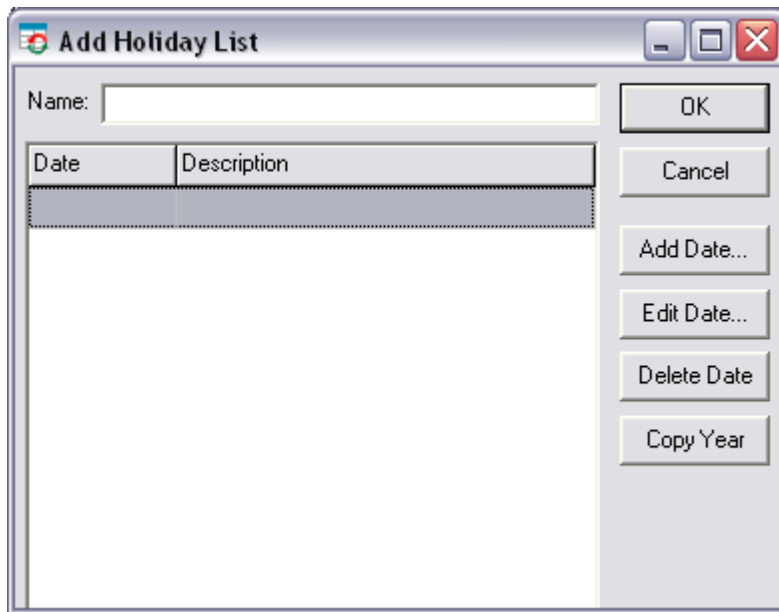 Add Holiday List
Name:
OK
Date Description
Cancel
Add Date...
Edit Date...
Delete Date
Copy Year